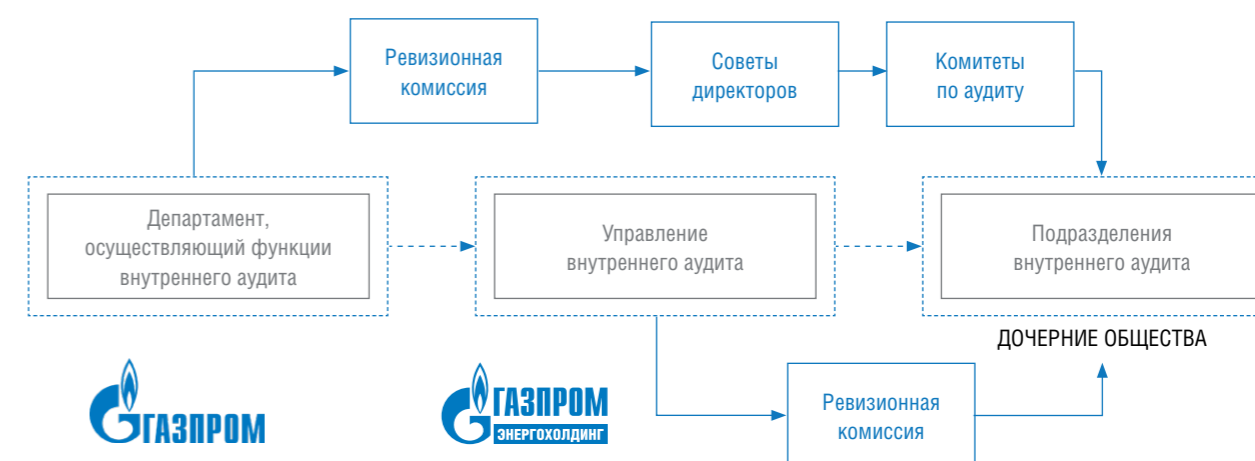 Ревизионная
комиссия
Советы
директоров
Комитеты
по аудиту
Департамент,
осуществляющий функции
внутреннего аудита
Управление
внутреннего аудита
Подразделения
внутреннего аудита
ДОЧЕРНИЕ ОБЩЕСТВА
ГАЗПРОМ
ГАЗПРОМ
ЭНЕРГОХОЛДИНГ
Ревизионная
комиссия